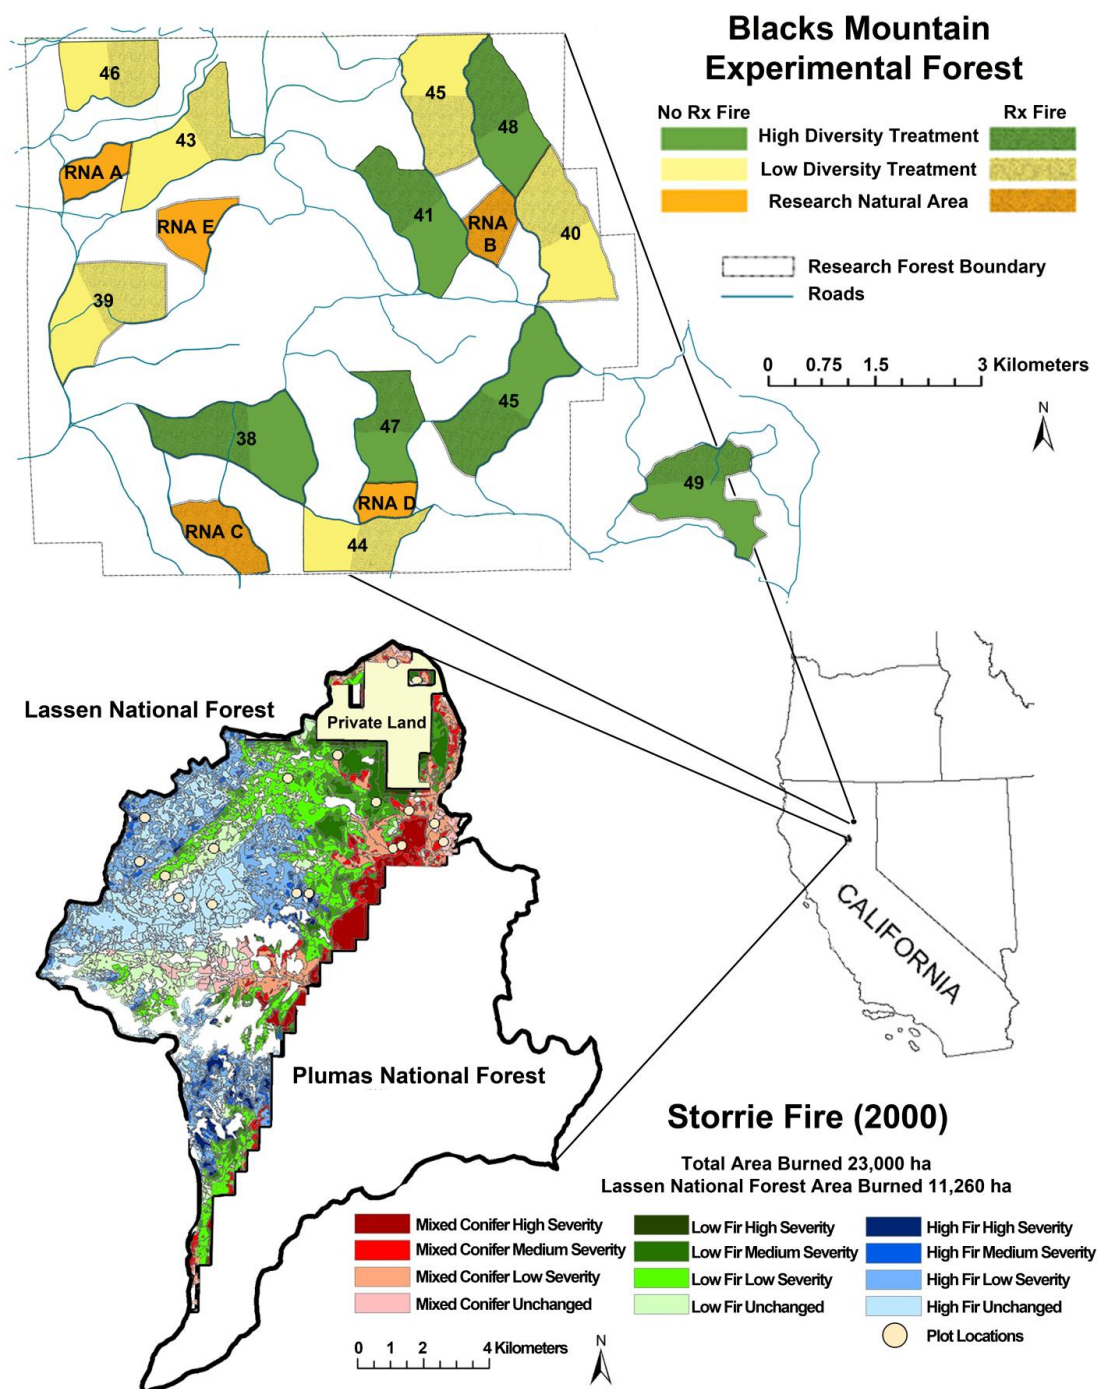 Blacks Mountain
Experimental Forest
No Rx Fire
Rx Fire
High Diversity Treatment
Low Diversity Treatment
Research Natural Area
Research Forest Boundary
Roads
0 0.75 1.5 3 Kilometers
N
46
43
RNA A
RNA E
39
45
48
41
RNA
B
40
45
47
38
RNA D
RNA C
44
49
Lassen National Forest
Private Land
Plumas National Forest
CALIFORNIA
Storrie Fire (2000)
Total Area Burned 23,000 ha
Lassen National Forest Area Burned 11,260 ha
Mixed Conifer High Severity
Mixed Conifer Medium Severity
Mixed Conifer Low Severity
Mixed Conifer Unchanged
Low Fir High Severity
Low Fir Medium Severity
Low Fir Low Severity
Low Fir Unchanged
High Fir High Severity
High Fir Medium Severity
High Fir Low Severity
High Fir Unchanged
Plot Locations
0 1 2 4 Kilometers
N